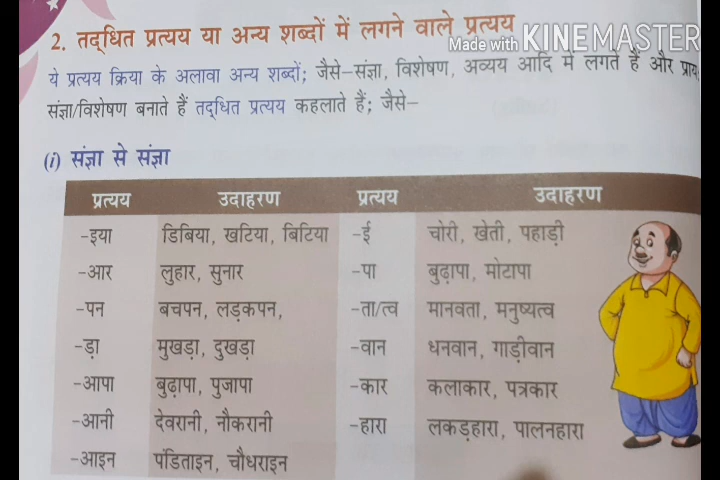 2. तद्धित प्रत्यय या अन्य शब्दों में लगने वाले प्रत्यय
Made with KINEMASTER
ये प्रत्यय क्रिया के अलावा अन्य शब्दों; जैसे–संज्ञा, विशेषण, अव्यय आदि में लगते हैं और
संज्ञा/विशेषण बनाते हैं तद्धित प्रत्यय कहलाते हैं; जैसे–
(i) संज्ञा से संज्ञा
प्रत्यय उदाहरण प्रत्यय उदाहरण
-इया डिबिया, खटिया, बिटिया -ई चोरी, खेती, पहाड़ी
-आर लुहार, सुनार -पा बुढ़ापा, मोटापा
-पन बचपन, लड़कपन, -ता/त्व मानवता, मनुष्यत्व
-ड़ा मुखड़ा, दुखड़ा -वान धनवान, गाड़ीवान
-आपा बुढ़ापा, पुजापा -कार कलाकार, पत्रकार
-आनी देवरानी, नौकरानी -हारा लकड़हारा, पालनहारा
-आइन पंडिताइन, चौधराइन